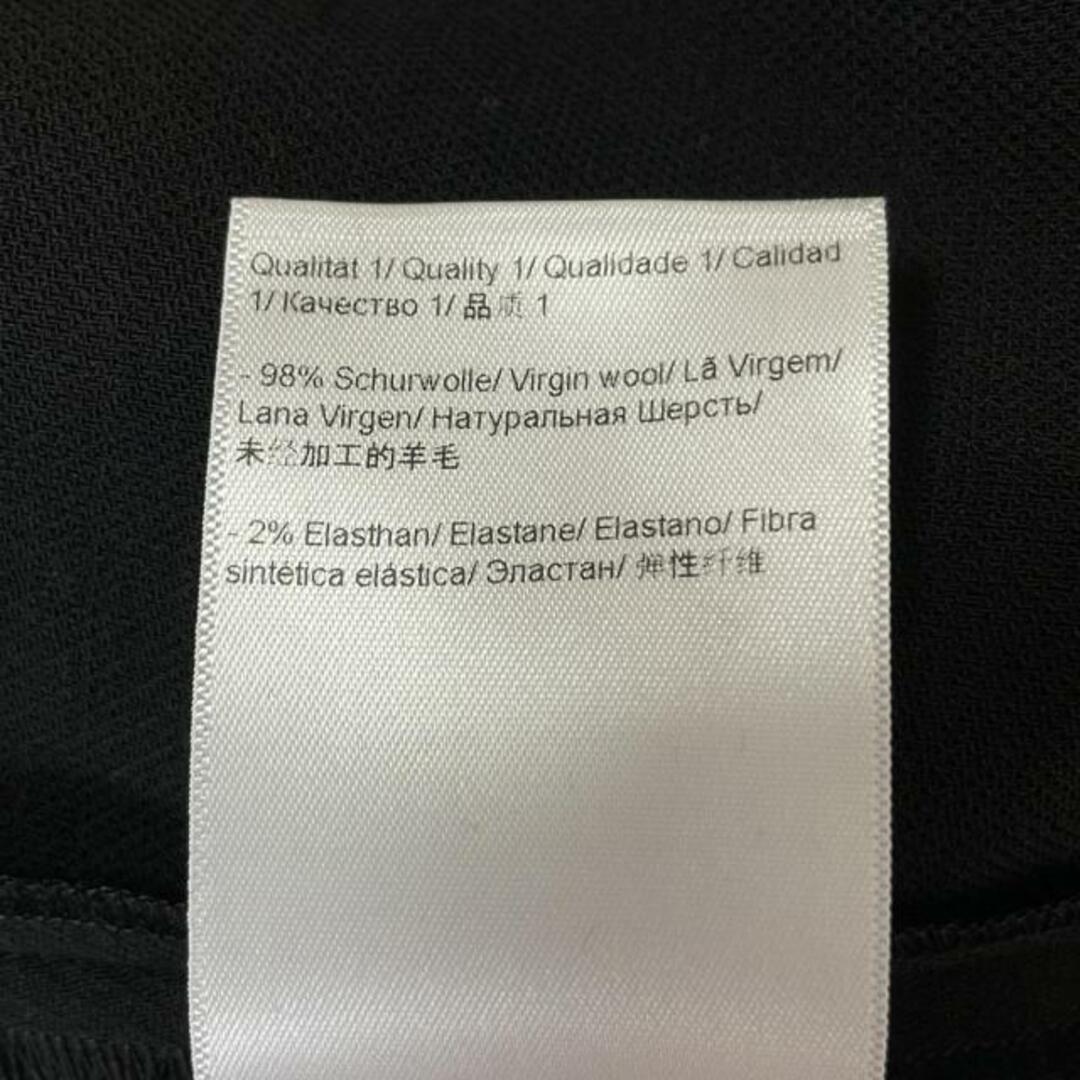 Qualität 1/ Quality 1/ Qualidade 1/ Calidad
1/ Качество 1/ 品质 1
- 98% Schurwolle/ Virgin wool/ Lã Virgem/
Lana Virgen/ Натуральная Шерсть/
未经加工的羊毛
- 2% Elasthan/ Elastane/ Elastano/ Fibra
sintética elástica/ Эластан/ 弹性纤维